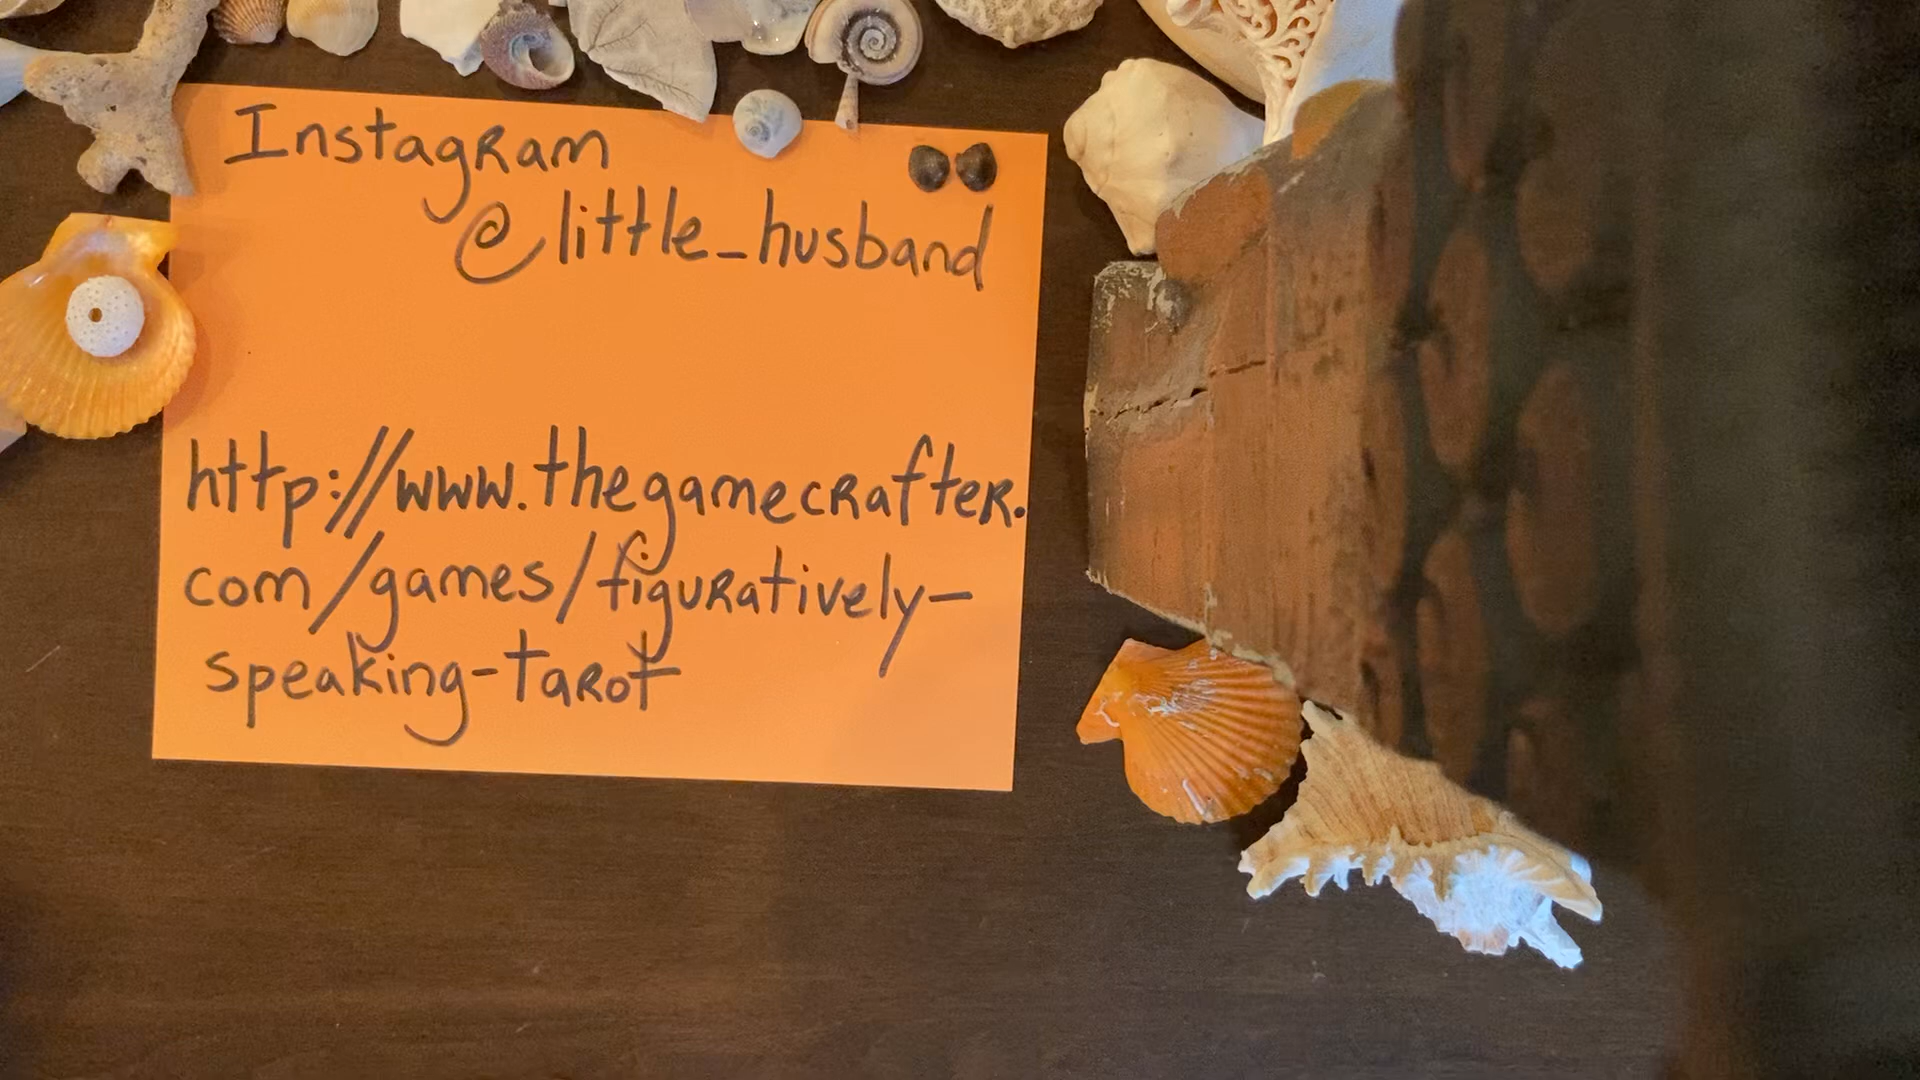 Instagram
@little_husband
http://www.thegamecrafter.
com/games/figuratively-
speaking-tarot